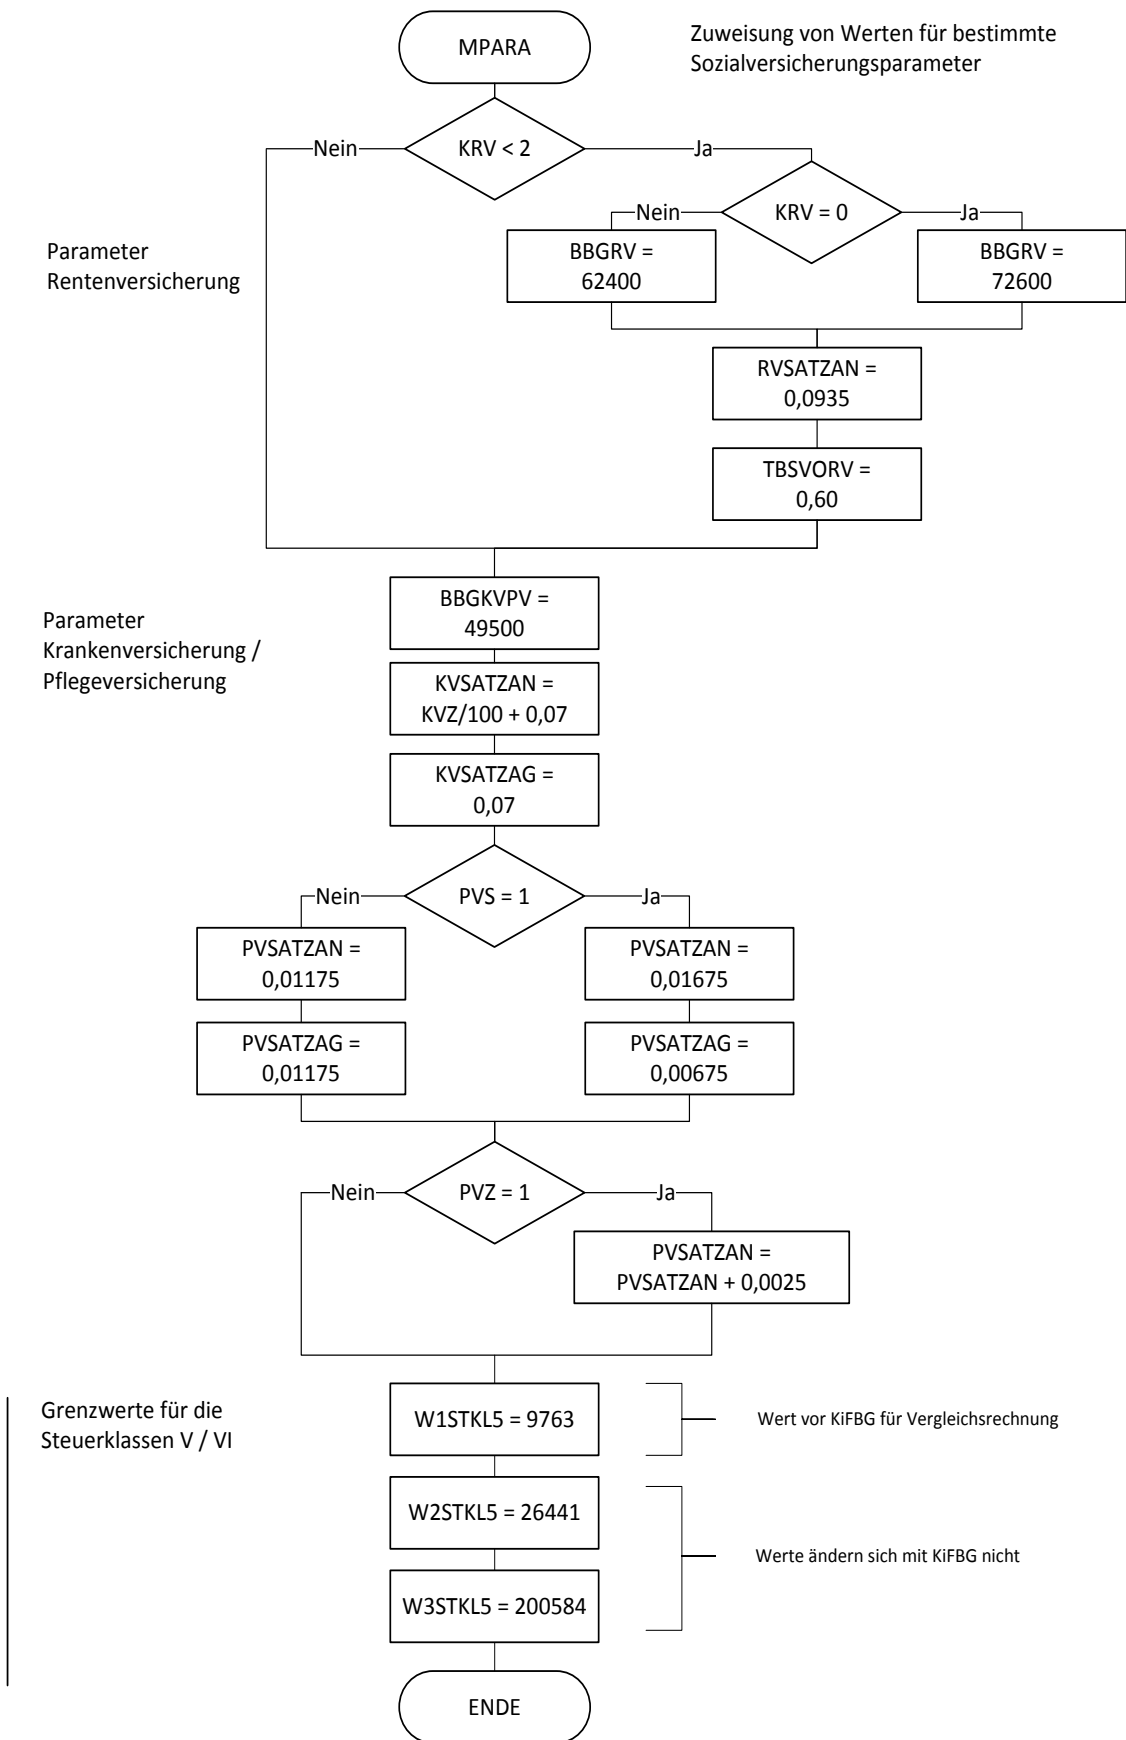 MPARA
Zuweisung von Werten für bestimmte
Sozialversicherungsparameter
Nein
KRV < 2
Ja
Nein
KRV = 0
Ja
Parameter
Rentenversicherung
BBGRV =
62400
BBGRV =
72600
RVSATZAN =
0,0935
TBSVORV =
0,60
Parameter
Krankenversicherung /
Pflegeversicherung
BBGKVPV =
49500
KVSATZAN =
KVZ/100 + 0,07
KVSATZAG =
0,07
Nein
PVS = 1
Ja
PVSATZAN =
0,01175
PVSATZAN =
0,01675
PVSATZAG =
0,01175
PVSATZAG =
0,00675
Nein
PVZ = 1
Ja
PVSATZAN =
PVSATZAN + 0,0025
Grenzwerte für die
Steuerklassen V / VI
W1STKL5 = 9763
Wert vor KiFBG für Vergleichsrechnung
W2STKL5 = 26441
Werte ändern sich mit KiFBG nicht
W3STKL5 = 200584
ENDE